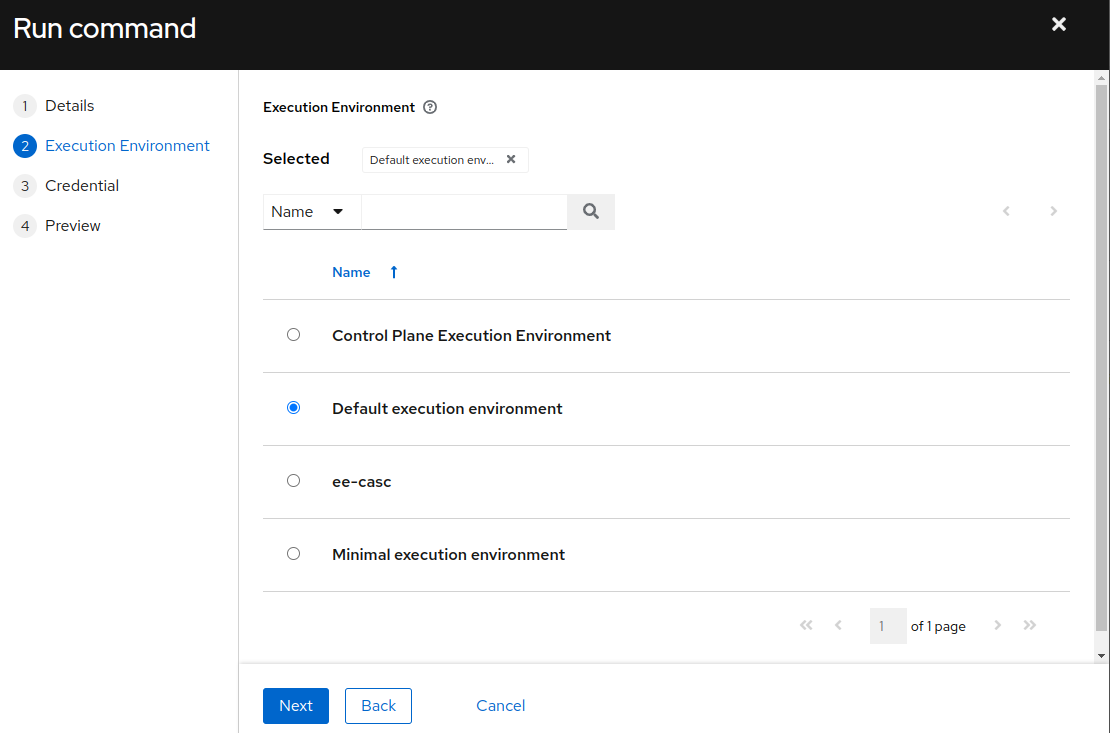 Run command
1 Details
2 Execution Environment
3 Credential
4 Preview
Execution Environment
Selected Default execution env...
Name
Name
Control Plane Execution Environment
Default execution environment
ee-casc
Minimal execution environment
1 of 1 page
Next Back Cancel